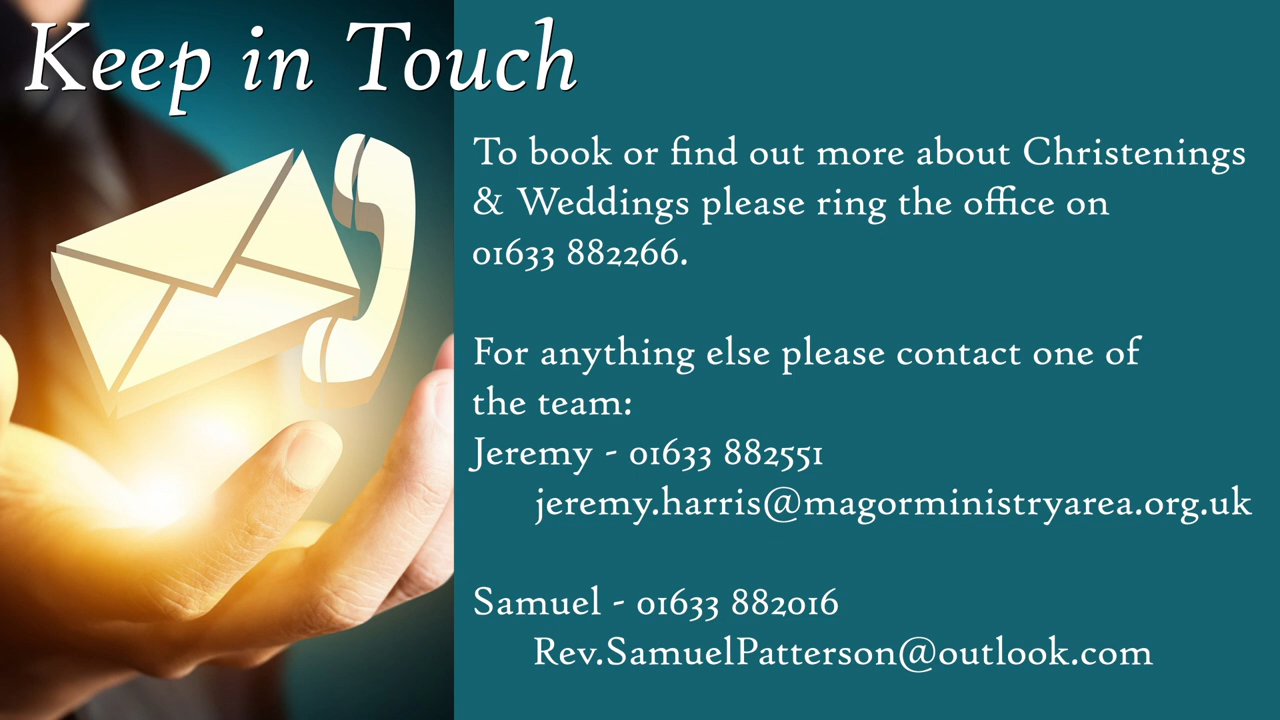 Keep in Touch
To book or find out more about Christenings
& Weddings please ring the office on
01633 882266.
For anything else please contact one of
the team:
Jeremy - 01633 882551
jeremy.harris@magorministryarea.org.uk
Samuel - 01633 882016
Rev.SamuelPatterson@outlook.com